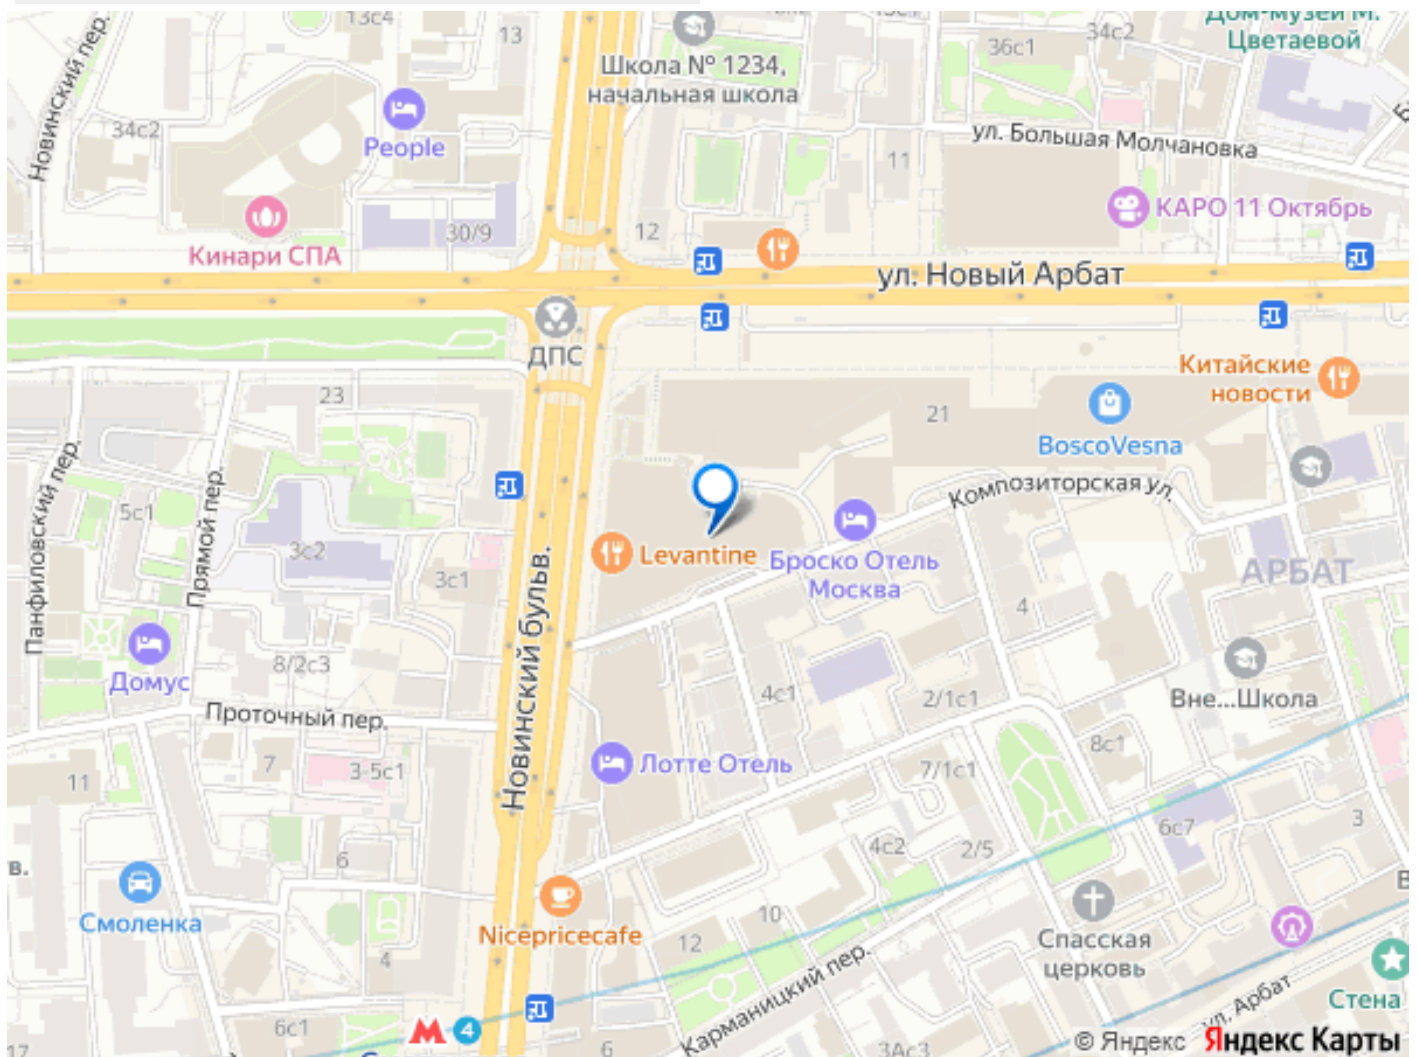 13с4
13
Новинский пер.
Школа № 1234,
начальная школа
36с1
34с2
Дом-музей М.
Цветаевой
34с2
People
11
ул. Большая Молчановка
КАРО 11 Октябрь
Кинари СПА
30/9
12
ул. Новый Арбат
ДПС
Китайские
новости
23
21
BoscoVesna
Панфиловский пер.
Прямой пер.
5с1
3с2
3с1
Композиторская ул.
Levantine
Броско Отель
Москва
АРБАТ
4
Новинский бульв.
Домус
8/2с3
4с1
2/1с1
Вне...Школа
Проточный пер.
8с1
11
7
3-5с1
Лотте Отель
7/1с1
6с7
3
4с2
2/5
6
в.
Смоленка
Nicepricecafe
10
12
4
Спасская
церковь
Карманицкий пер.
Стена
ул. Арбат
6с1
М
4
17
6
3Ас3
© Яндекс Яндекс Карты